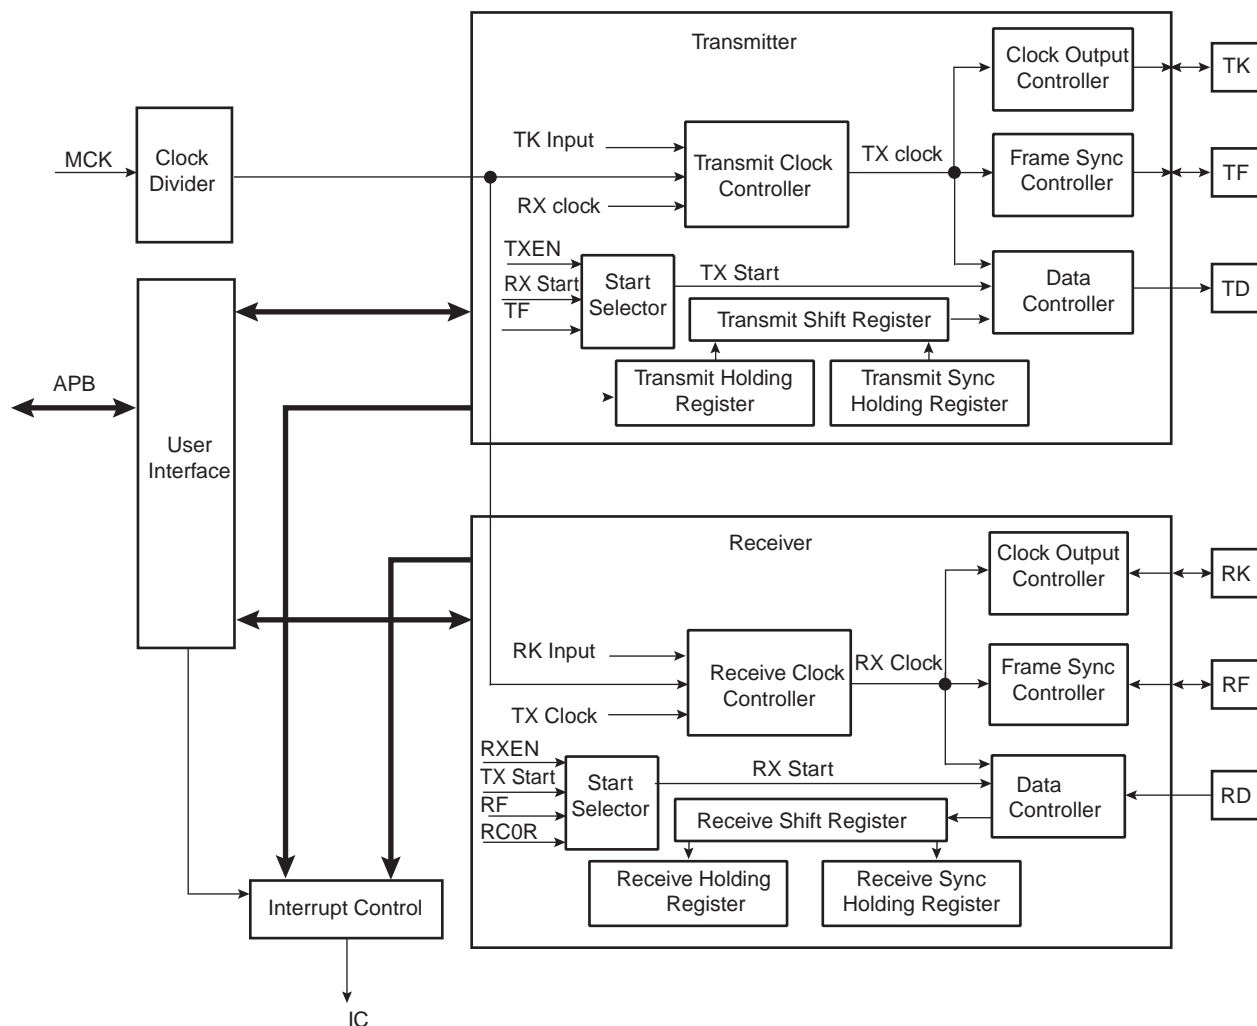 Transmitter
Clock Output
Controller
TK
MCK
Clock
Divider
TK Input
Transmit Clock
Controller
TX clock
Frame Sync
Controller
TF
RX clock
TXEN
RX Start
TF
Start
Selector
TX Start
Data
Controller
TD
Transmit Shift Register
Transmit Holding
Register
Transmit Sync
Holding Register
APB
User
Interface
Receiver
Clock Output
Controller
RK
RK Input
Receive Clock
Controller
RX Clock
Frame Sync
Controller
RF
TX Clock
RXEN
TX Start
RF
RC0R
Start
Selector
RX Start
Data
Controller
RD
Receive Shift Register
Receive Holding
Register
Receive Sync
Holding Register
Interrupt Control
IC